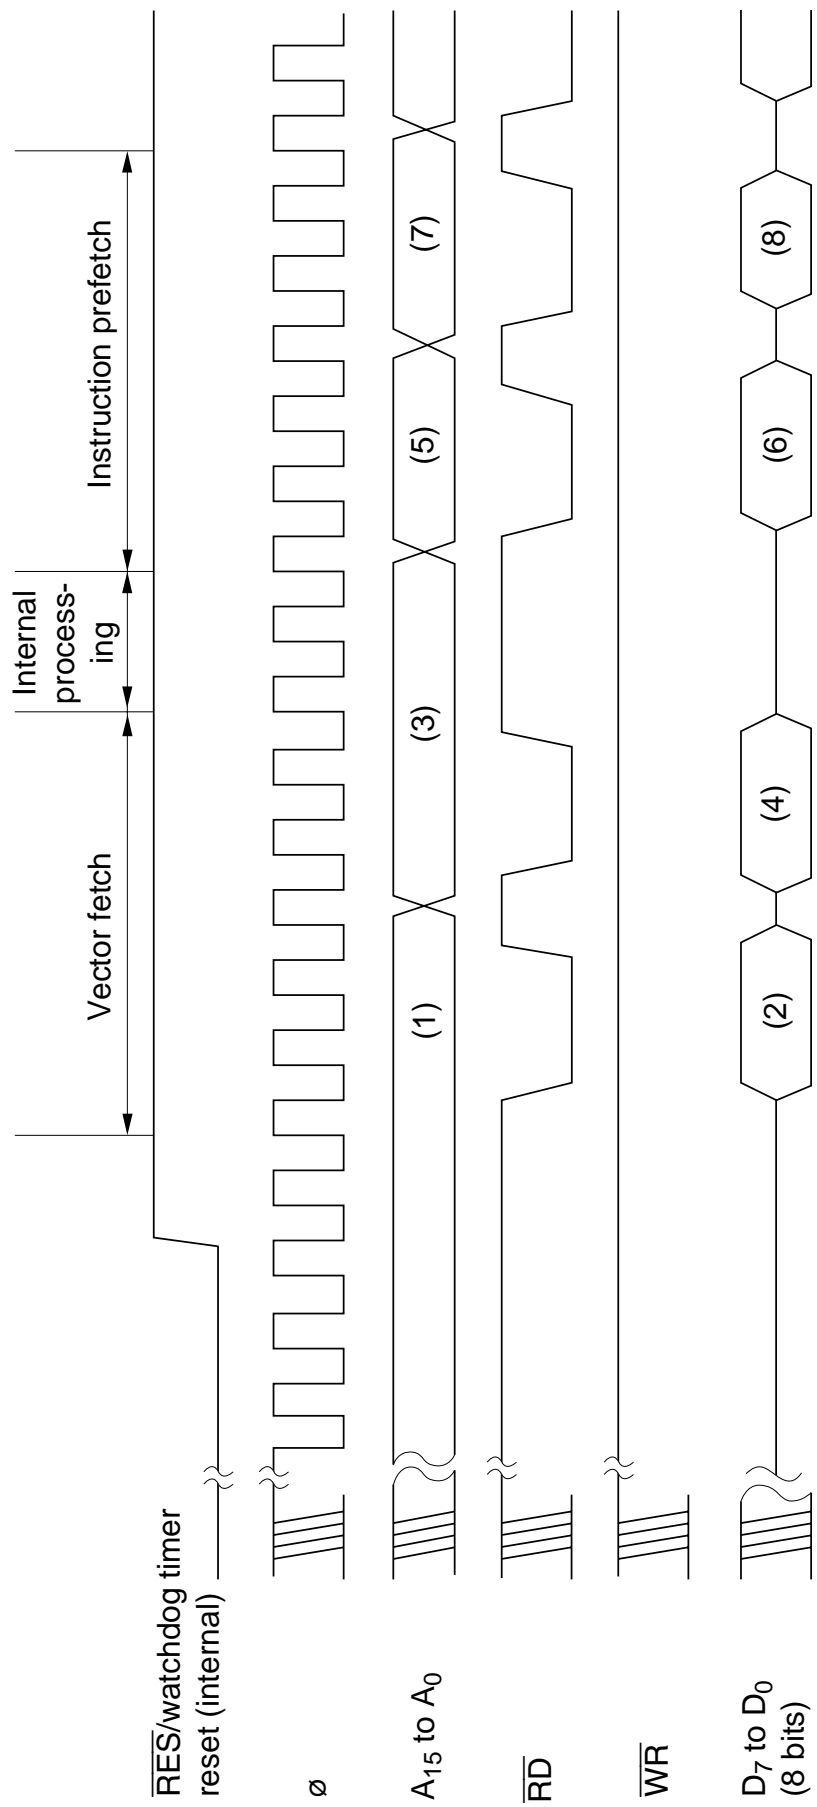 Vector fetch
Internal
process-
ing
Instruction prefetch
RES/watchdog timer
reset (internal)
ø
A15 to A0
(1)
(3)
(5)
(7)
RD
WR
D7 to D0
(8 bits)
(2)
(4)
(6)
(8)